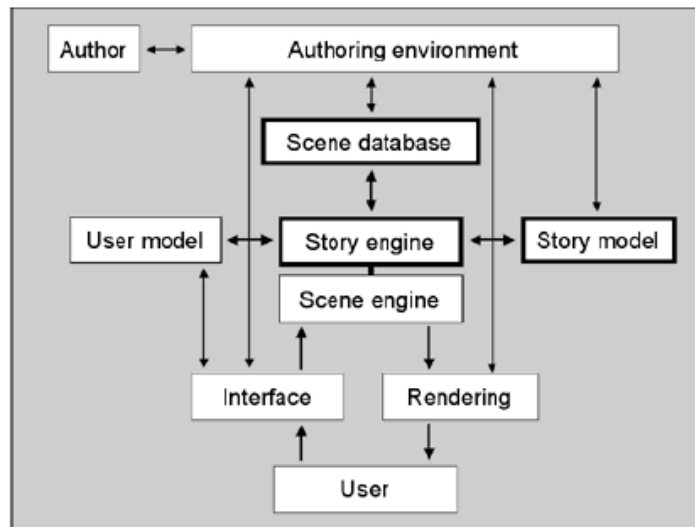 Author
Authoring environment
Scene database
User model
Story engine
Story model
Scene engine
Interface
Rendering
User